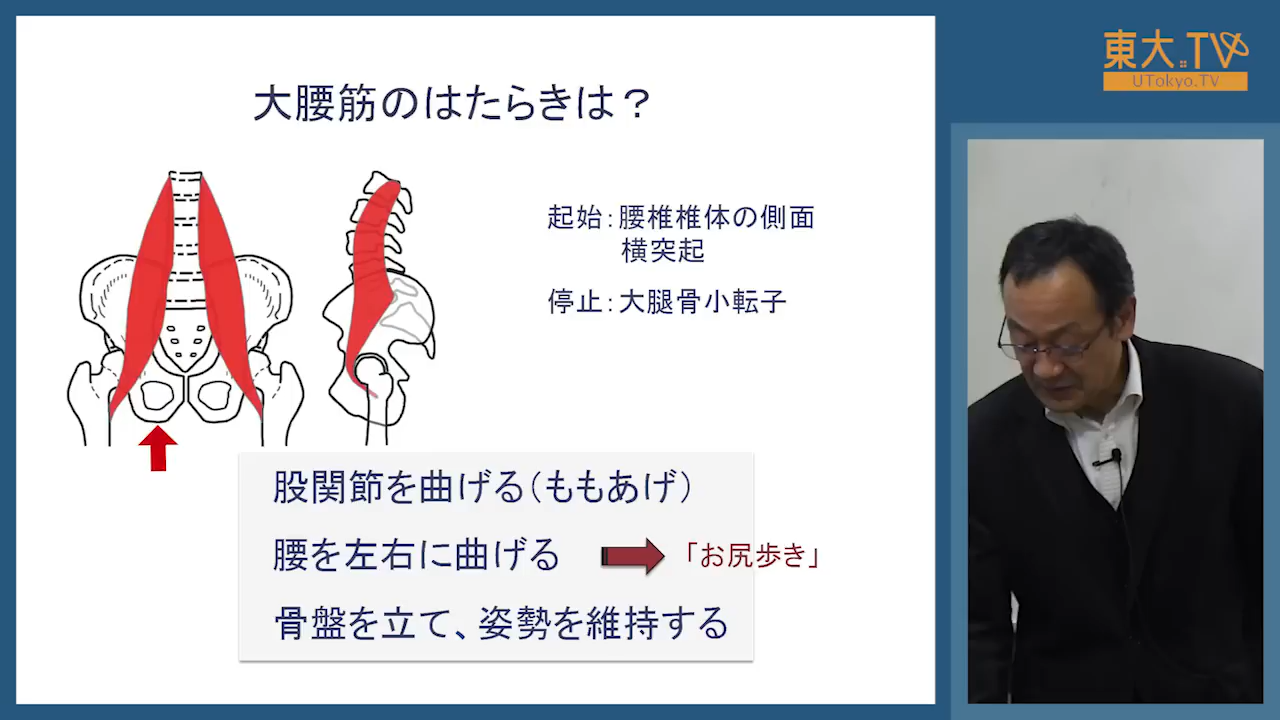 大腰筋のはたらきは？
起始：腰椎椎体の側面
横突起
停止：大腿骨小転子
股関節を曲げる（ももあげ）
腰を左右に曲げる 「お尻歩き」
骨盤を立て、姿勢を維持する
東大.TV
UTokyo.TV